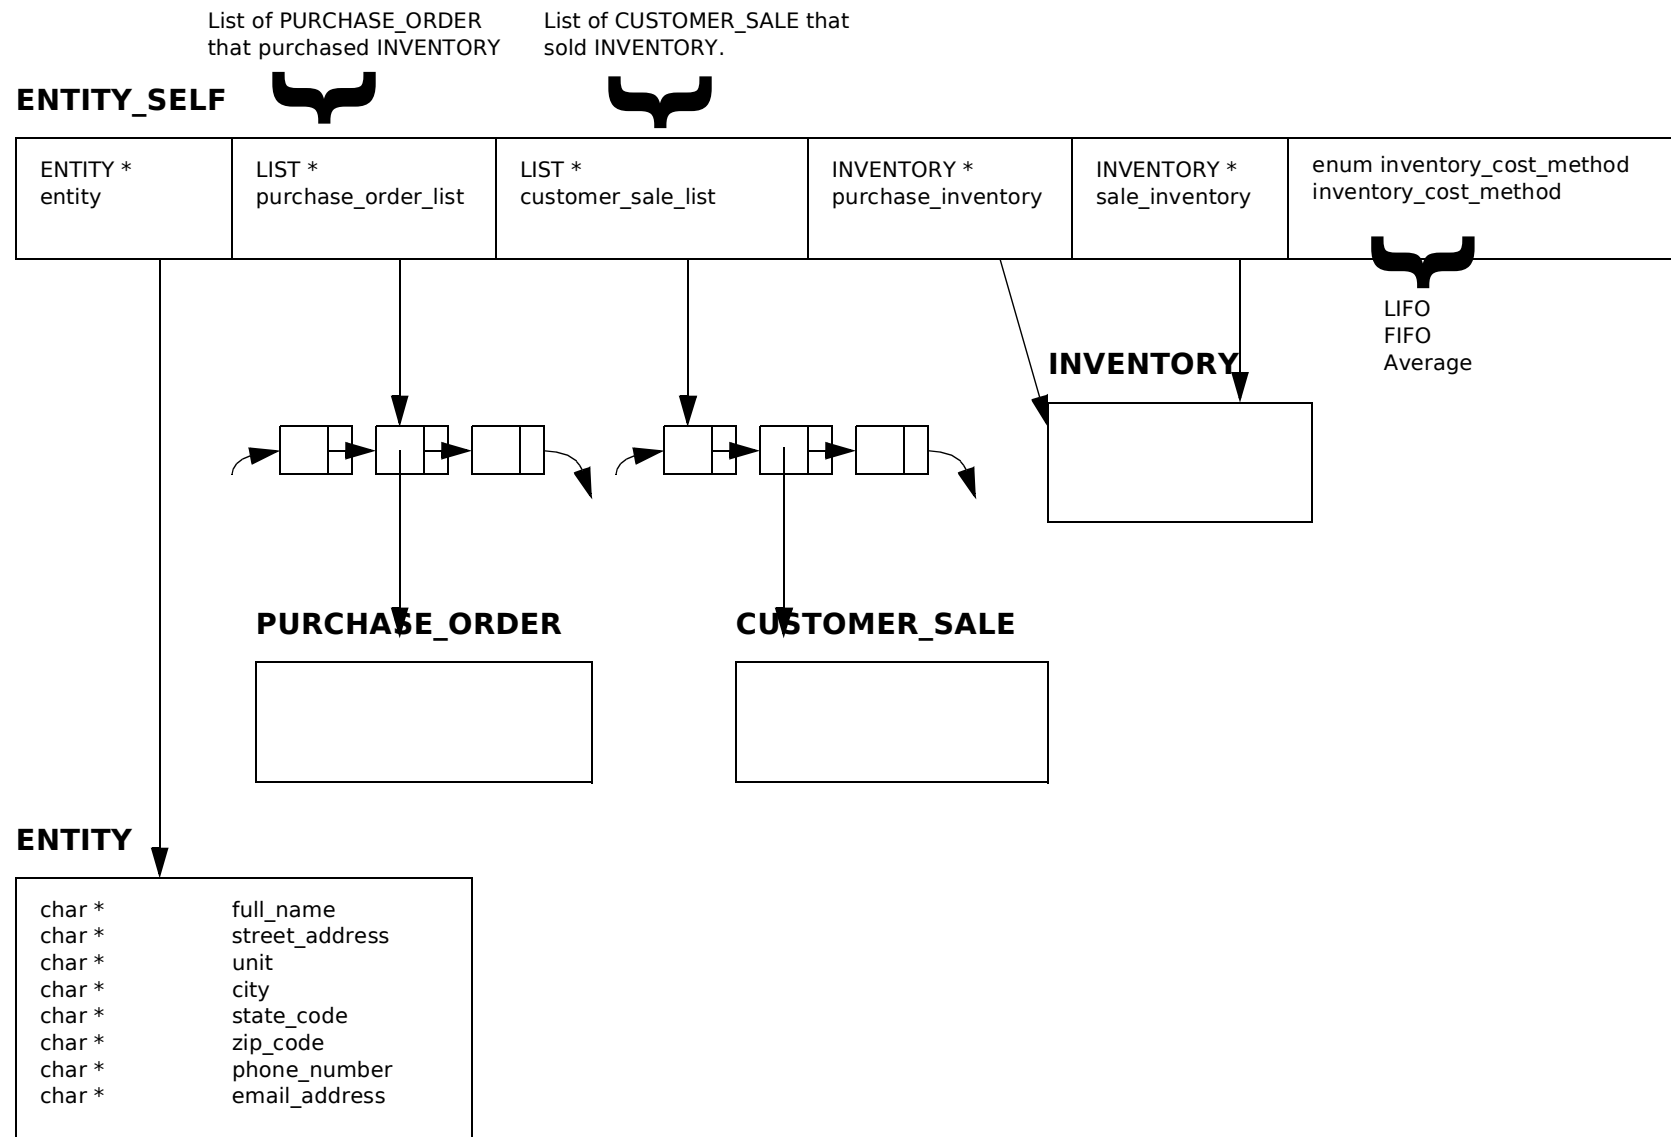 List of PURCHASE_ORDER
that purchased INVENTORY
List of CUSTOMER_SALE that
sold INVENTORY.
ENTITY_SELF
ENTITY *
entity
LIST *
purchase_order_list
LIST *
customer_sale_list
INVENTORY *
purchase_inventory
INVENTORY *
sale_inventory
enum inventory_cost_method
inventory_cost_method
LIFO
FIFO
Average
INVENTORY
PURCHASE_ORDER
CUSTOMER_SALE
ENTITY
char * full_name
char * street_address
char * unit
char * city
char * state_code
char * zip_code
char * phone_number
char * email_address